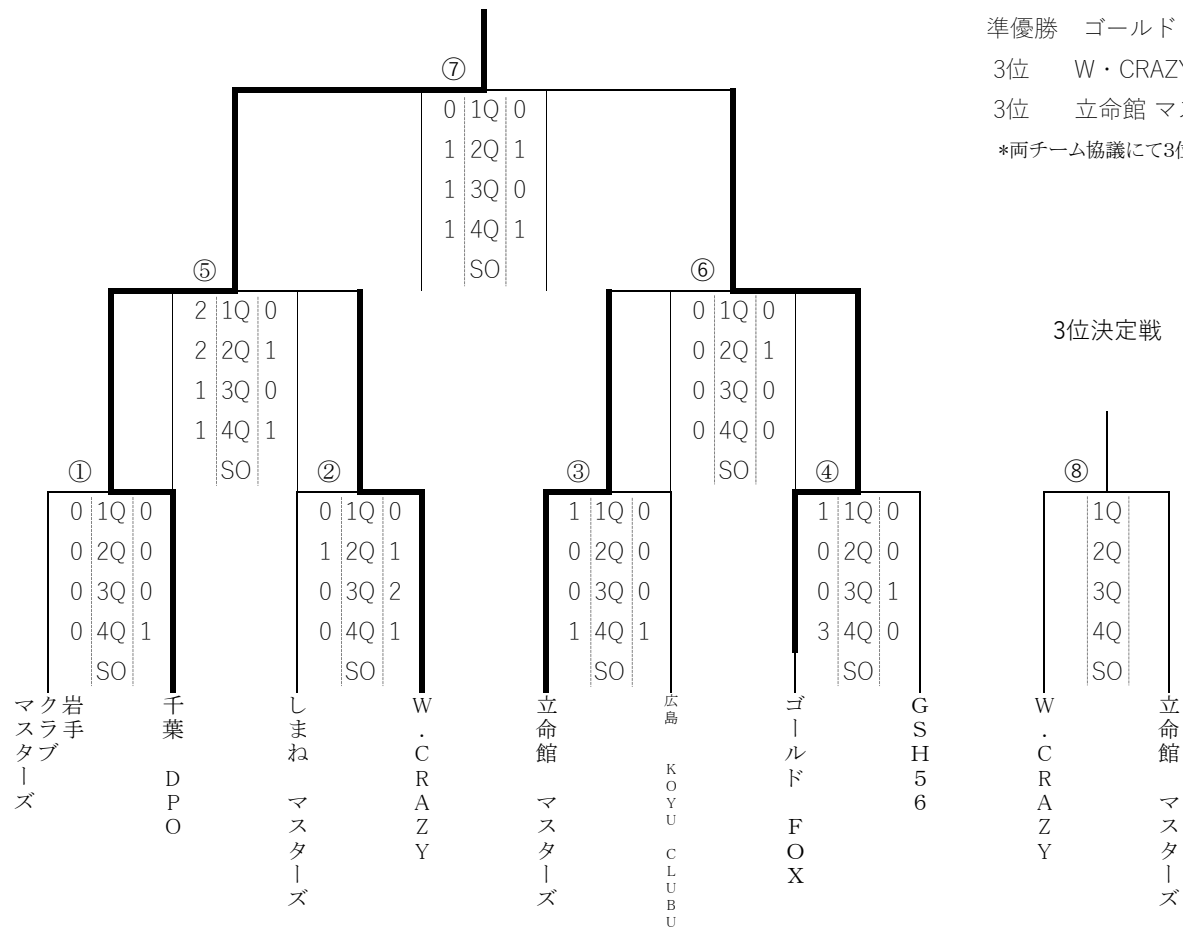 準優勝 ゴールド
3位 W・CRAZY
3位 立命館 マス
*両チーム協議にて3位
⑦
0 1Q 0
1 2Q 1
1 3Q 0
1 4Q 1
SO
⑤
2 1Q 0
2 2Q 1
1 3Q 0
1 4Q 1
SO
⑥
0 1Q 0
0 2Q 1
0 3Q 0
0 4Q 0
SO
3位決定戦
①
0 1Q 0
0 2Q 0
0 3Q 0
0 4Q 1
SO
②
0 1Q 0
1 2Q 1
0 3Q 2
0 4Q 1
SO
③
1 1Q 0
0 2Q 0
0 3Q 0
1 4Q 1
SO
④
1 1Q 0
0 2Q 0
0 3Q 1
3 4Q 0
SO
⑧
1Q
2Q
3Q
4Q
SO
岩手
クラブ
マスターズ
千葉 DPO
しまね マスターズ
W.CRAZY
立命館 マスターズ
広島 KOYU CLUBU
ゴールド FOX
GSH56
W.CRAZY
立命館 マスターズ